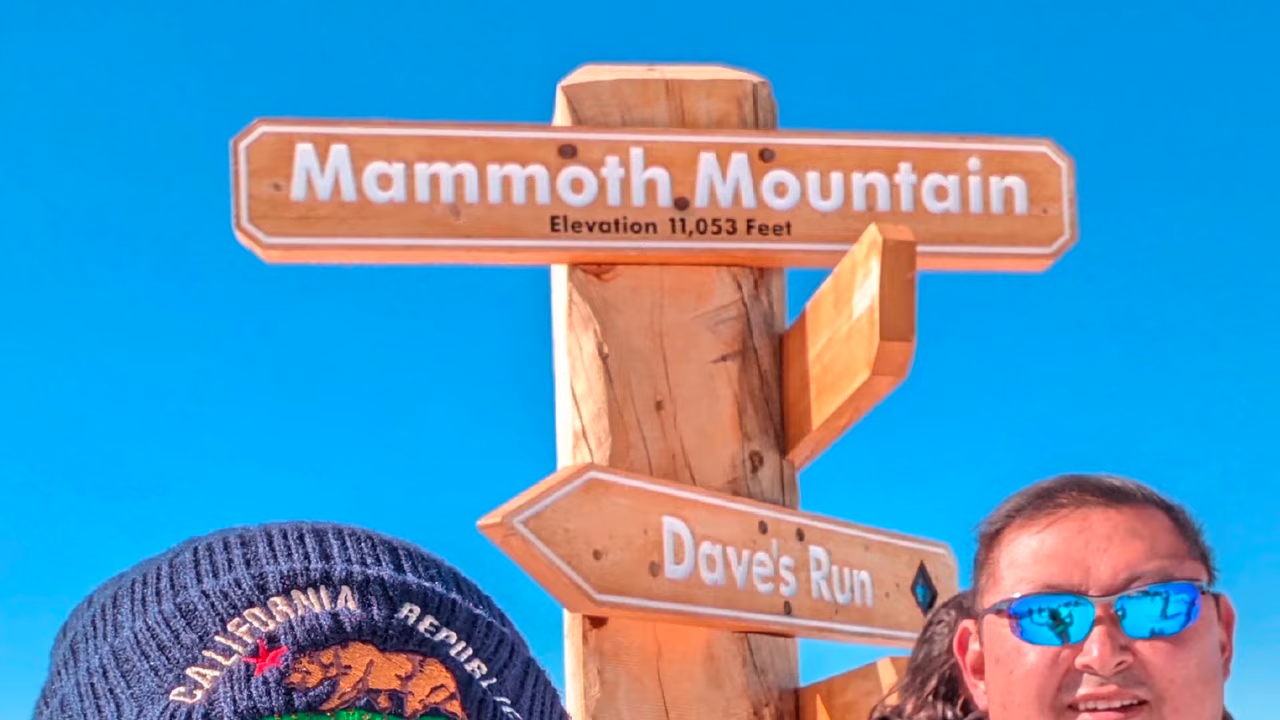 Mammoth Mountain
Elevation 11,053 Feet
Dave's Run
CALIFORNIA REPUBLIC